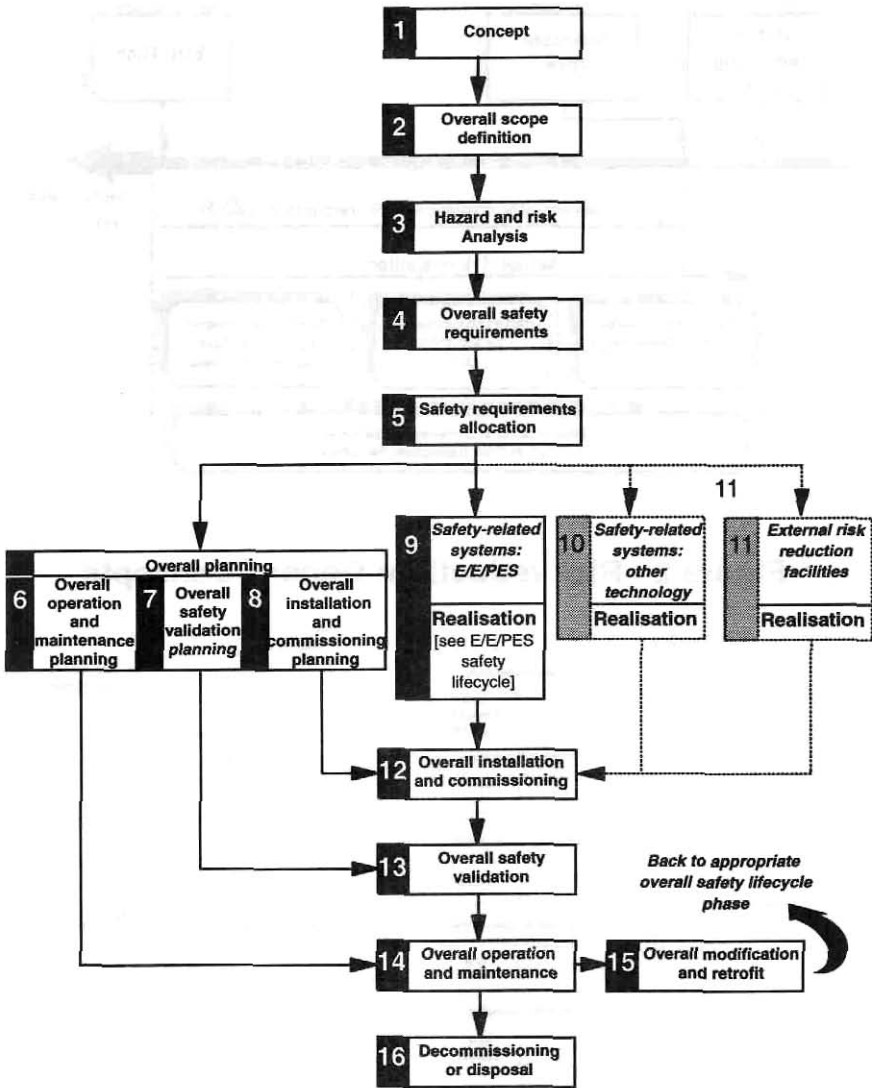 1
Concept
2
Overall scope
definition
3
Hazard and risk
Analysis
4
Overall safety
requirements
5
Safety requirements
allocation
11
Overall planning
6
Overall
operation
and
maintenance
planning
7
Overall
safety
validation
planning
8
Overall
installation
and
commissioning
planning
9
Safety-related
systems:
E/E/PES
Realisation
[see E/E/PES
safety
lifecycle]
10
Safety-related
systems:
other
technology
Realisation
11
External risk
reduction
facilities
Realisation
12
Overall installation
and commissioning
13
Overall safety
validation
Back to appropriate
overall safety lifecycle
phase
14
Overall operation
and maintenance
15
Overall modification
and retrofit
16
Decommissioning
or disposal